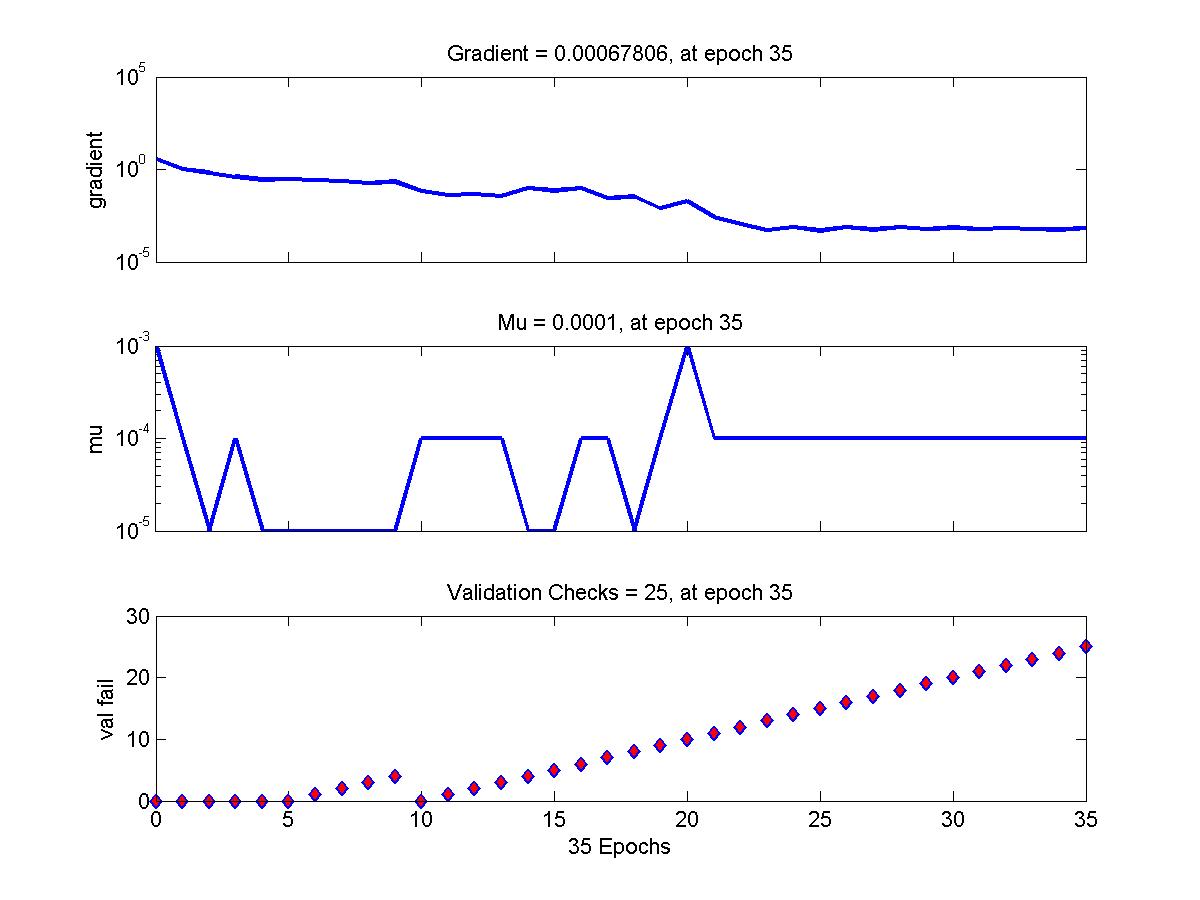 Gradient = 0.00067806, at epoch 35
10^5
10^0
10^-5
gradient
Mu = 0.0001, at epoch 35
10^-3
10^-4
10^-5
mu
Validation Checks = 25, at epoch 35
30
20
10
0
val fail
0 5 10 15 20 25 30 35
35 Epochs